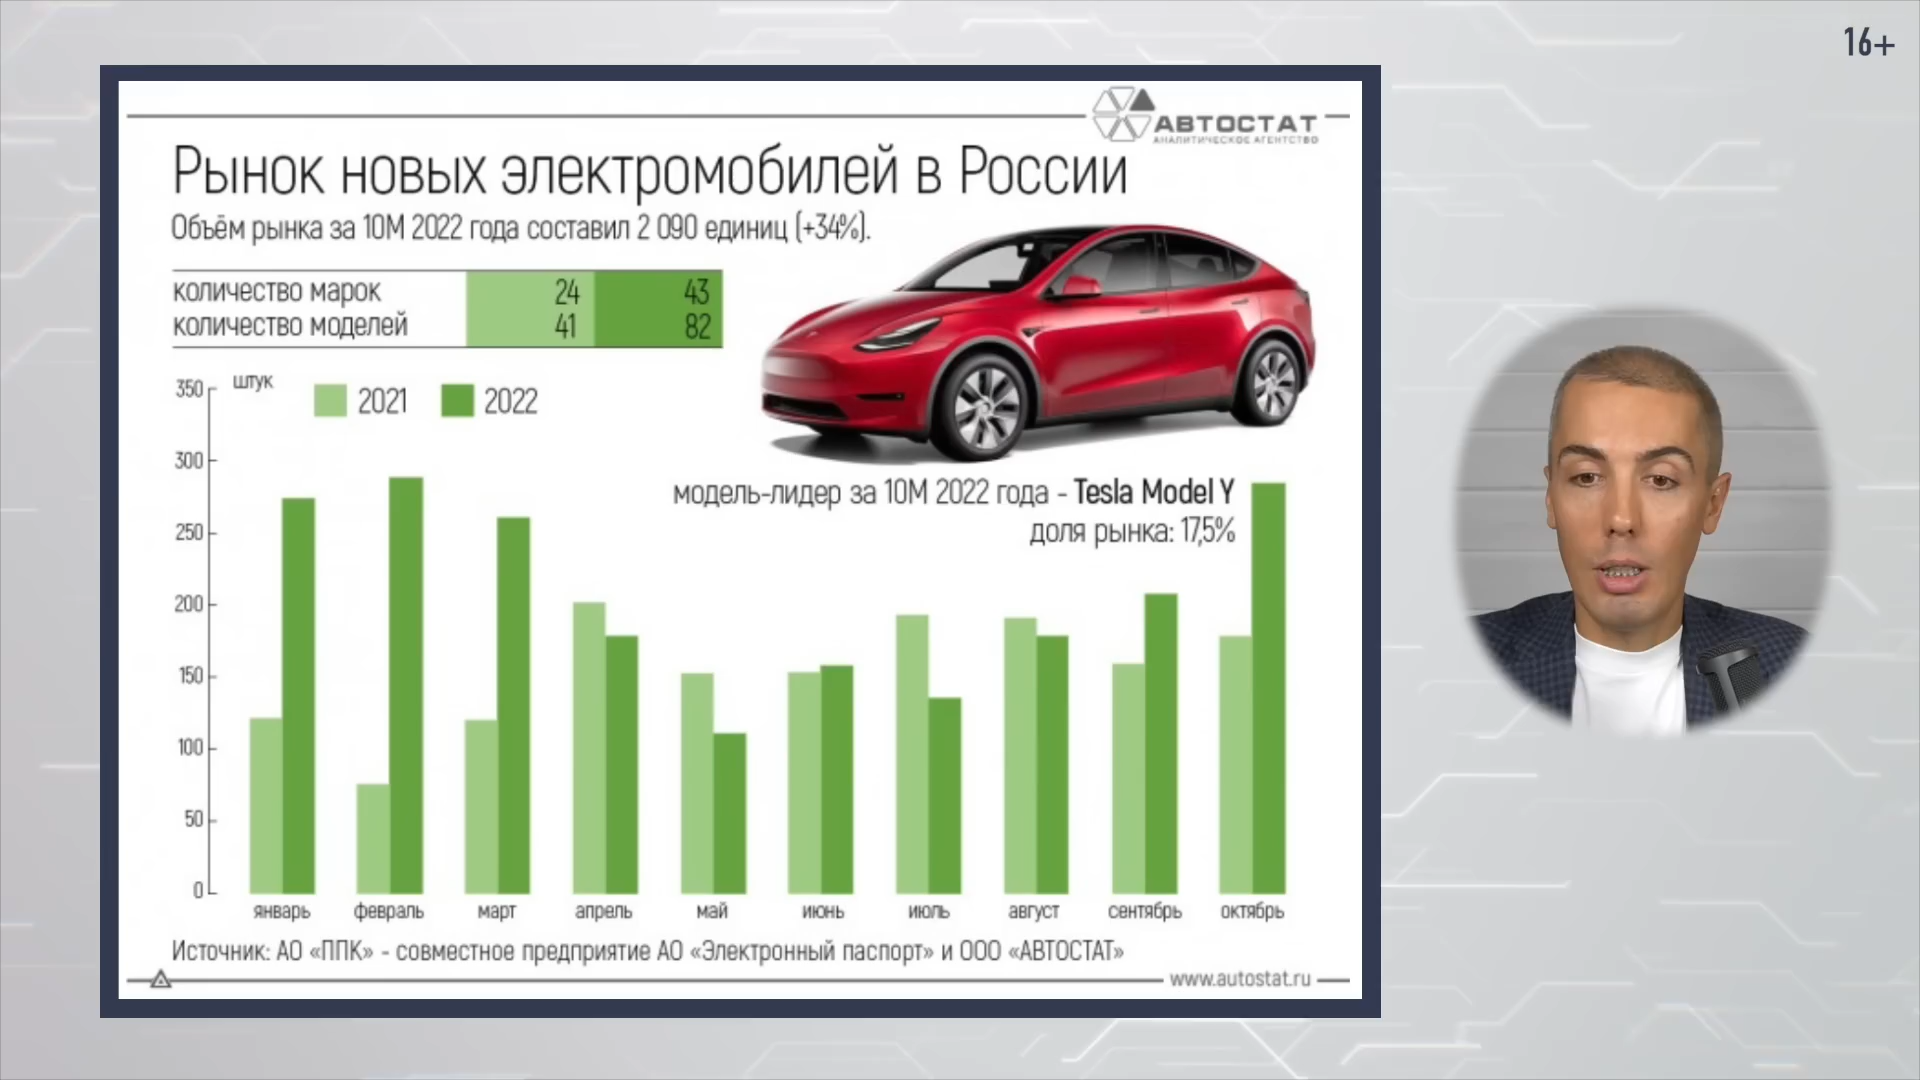 16+
АВТОСТАТ
АНАЛИТИЧЕСКОЕ АГЕНТСТВО
Рынок новых электромобилей в России
Объём рынка за 10М 2022 года составил 2 090 единиц (+34%).
количество марок 24 43
количество моделей 41 82
штук
2021 2022
350
300
250
200
150
100
50
0
модель-лидер за 10М 2022 года - Tesla Model Y
доля рынка: 17,5%
январь февраль март апрель май июнь июль август сентябрь октябрь
Источник: АО «ППК» - совместное предприятие АО «Электронный паспорт» и ООО «АВТОСТАТ»
www.autostat.ru